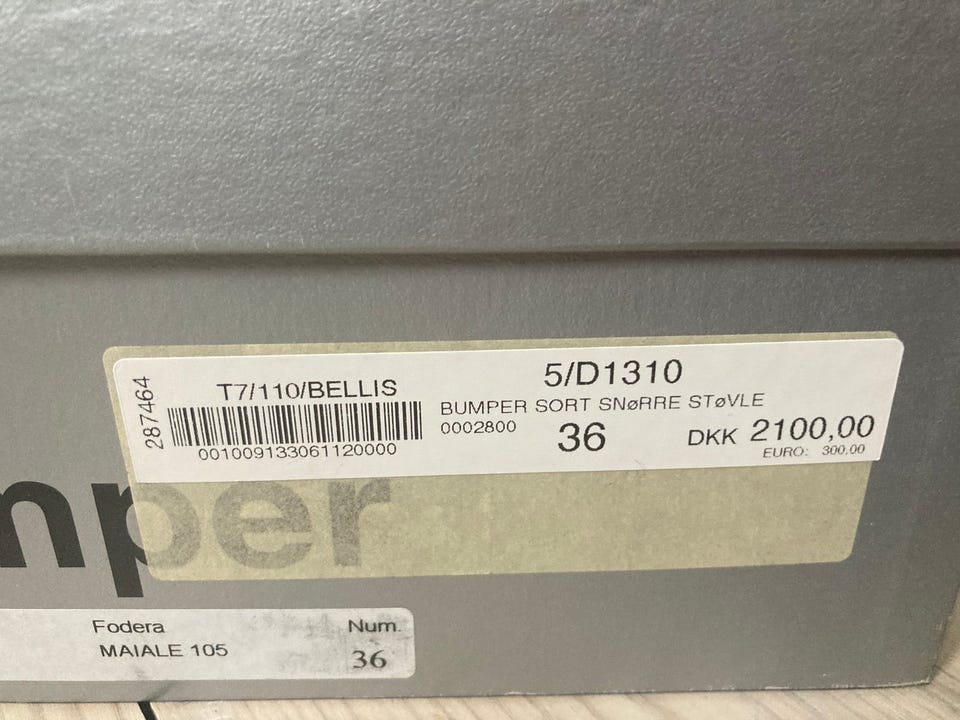 287464
T7/110/BELLIS
001009133061120000
5/D1310
BUMPER SORT SNøRRE STøVLE
0002800
36
DKK 2100,00
EURO: 300,00
mper
Fodera
MAIALE 105
Num.
36